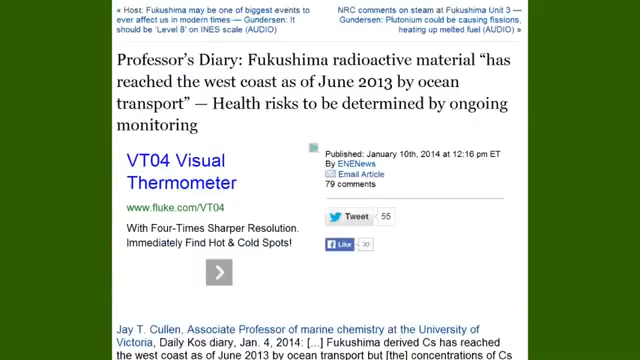 « Host: Fukushima may be one of biggest events to
ever affect us in modern times — Gundersen: It
should be 'Level 8' on INES scale (AUDIO)
NRC comments on steam at Fukushima Unit 3 —
Gundersen: Plutonium could be causing fissions,
heating up melted fuel (AUDIO) »
Professor's Diary: Fukushima radioactive material “has
reached the west coast as of June 2013 by ocean
transport” — Health risks to be determined by ongoing
monitoring
VT04 Visual
Thermometer
www.fluke.com/VT04
With Four-Times Sharper Resolution.
Immediately Find Hot & Cold Spots!
Published: January 10th, 2014 at 12:16 pm ET
By ENENews
Email Article
79 comments
Tweet 55
Like 30
Jay T. Cullen, Associate Professor of marine chemistry at the University of
Victoria, Daily Kos diary, Jan. 4, 2014: [...] Fukushima derived Cs has reached
the west coast as of June 2013 by ocean transport but [the] concentrations of Cs